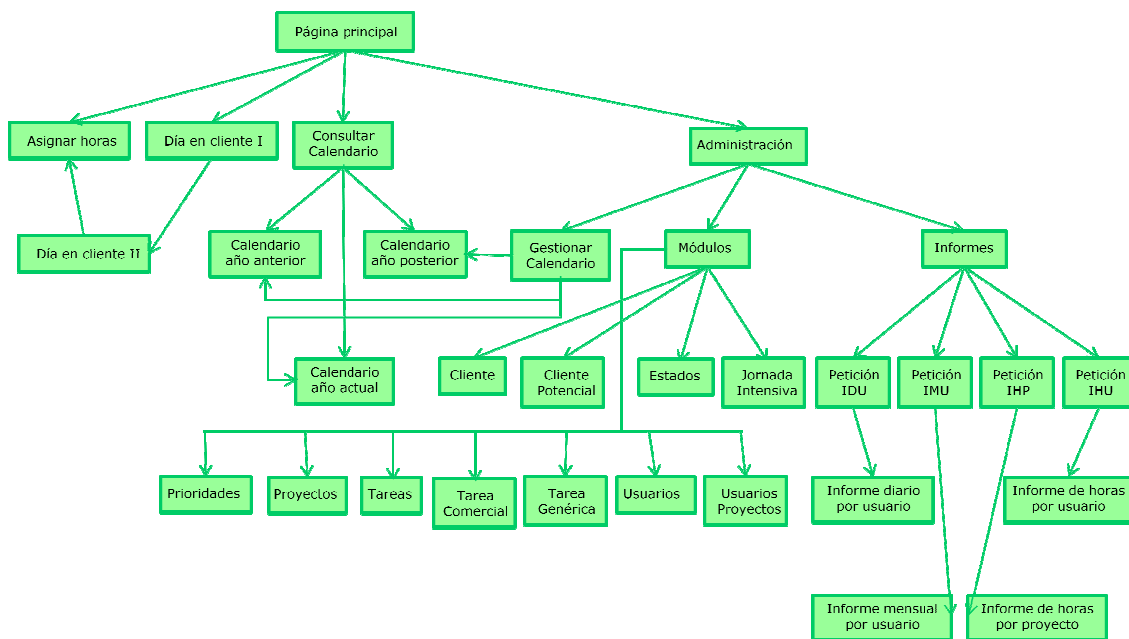 Página principal
Asignar horas
Día en cliente I
Consultar
Calendario
Administración
Día en cliente II
Calendario
año anterior
Calendario
año posterior
Gestionar
Calendario
Módulos
Informes
Calendario
año actual
Cliente
Cliente
Potencial
Estados
Jornada
Intensiva
Petición
IDU
Petición
IMU
Petición
IHP
Petición
IHU
Prioridades
Proyectos
Tareas
Tarea
Comercial
Tarea
Genérica
Usuarios
Usuarios
Proyectos
Informe diario
por usuario
Informe de horas
por usuario
Informe mensual
por usuario
Informe de horas
por proyecto